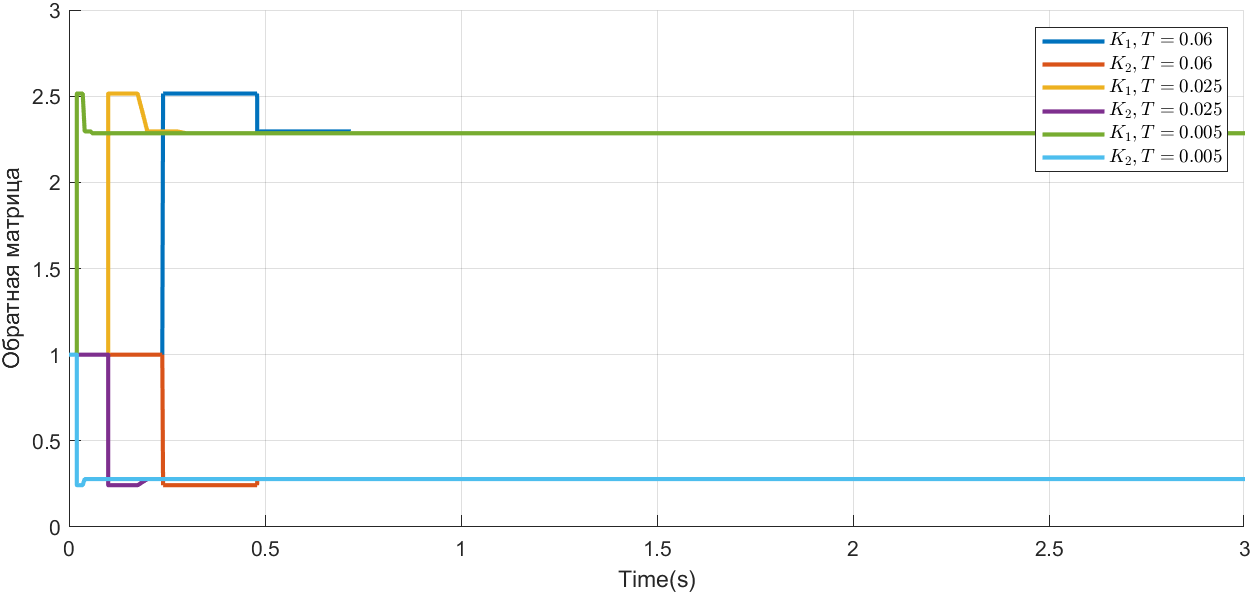 3
2.5
2
1.5
1
0.5
0
0
0.5
1
1.5
2
2.5
3
Обратная матрица
Time(s)
K₁, T = 0.06
K₂, T = 0.06
K₁, T = 0.025
K₂, T = 0.025
K₁, T = 0.005
K₂, T = 0.005